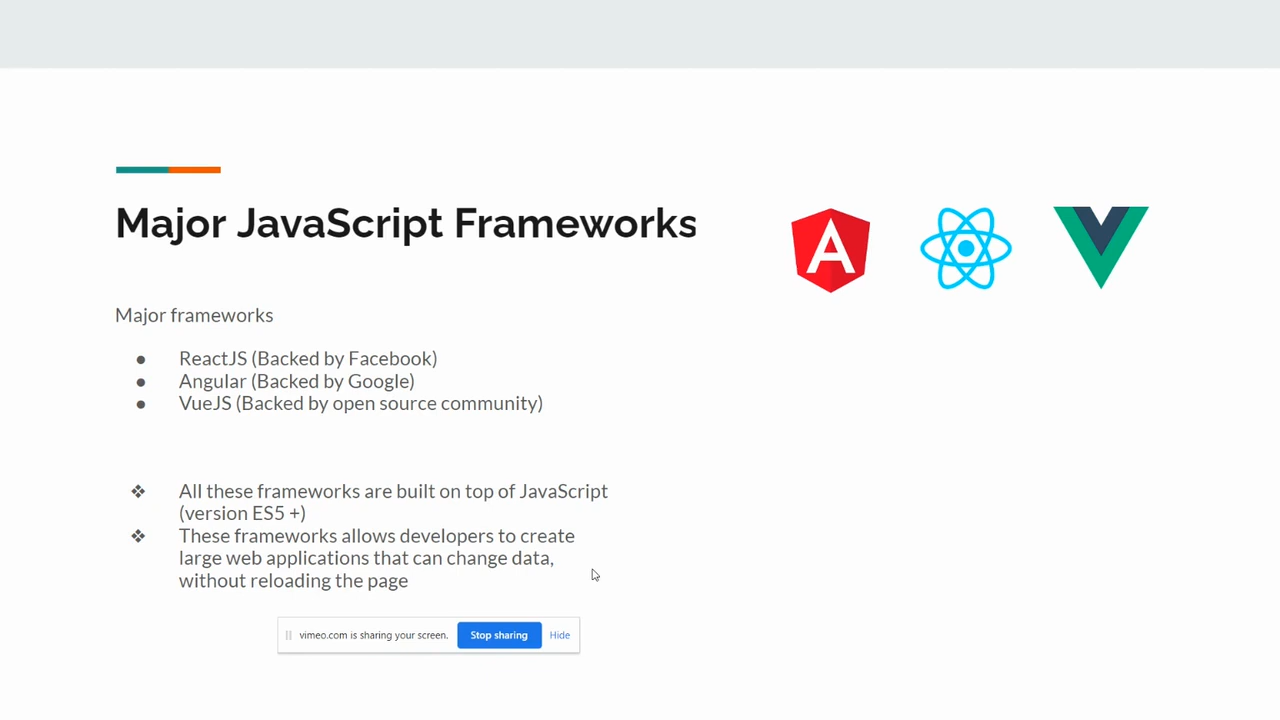 Major JavaScript Frameworks
Major frameworks
● ReactJS (Backed by Facebook)
● Angular (Backed by Google)
● VueJS (Backed by open source community)
❖ All these frameworks are built on top of JavaScript
(version ES5 +)
❖ These frameworks allows developers to create
large web applications that can change data,
without reloading the page
vimeo.com is sharing your screen. Stop sharing Hide
A